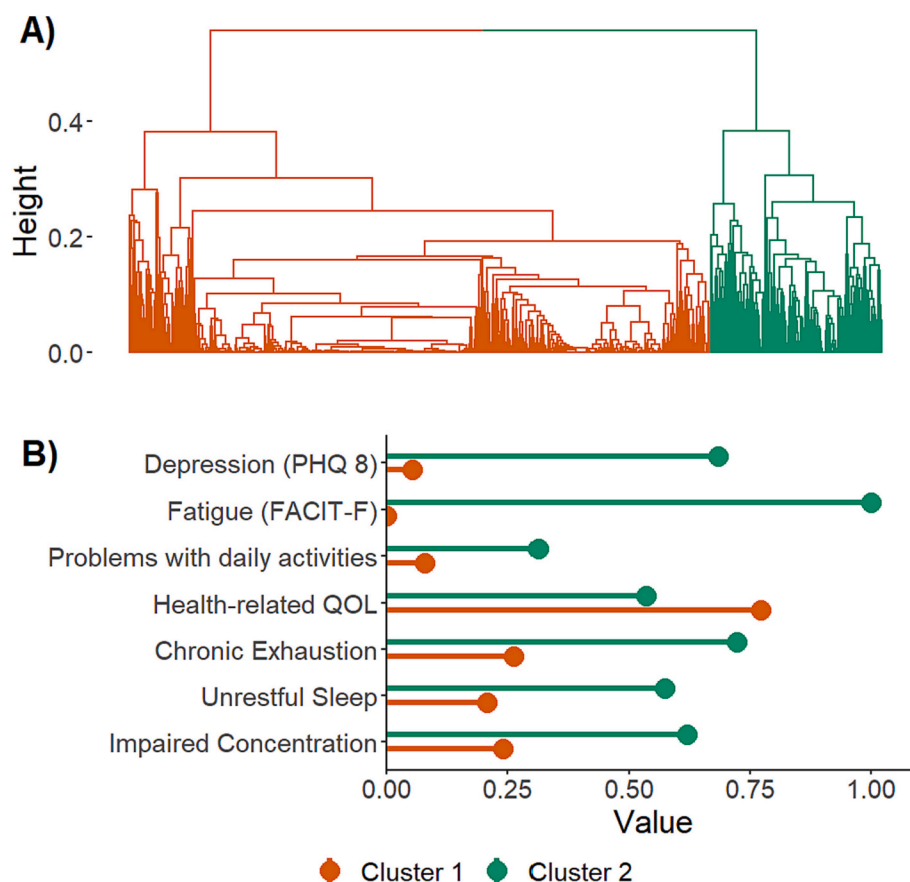 A)
Height
0.4
0.2
0.0
B)
Depression (PHQ 8)
Fatigue (FACIT-F)
Problems with daily activities
Health-related QOL
Chronic Exhaustion
Unrestful Sleep
Impaired Concentration
0.00 0.25 0.50 0.75 1.00
Value
Cluster 1 Cluster 2